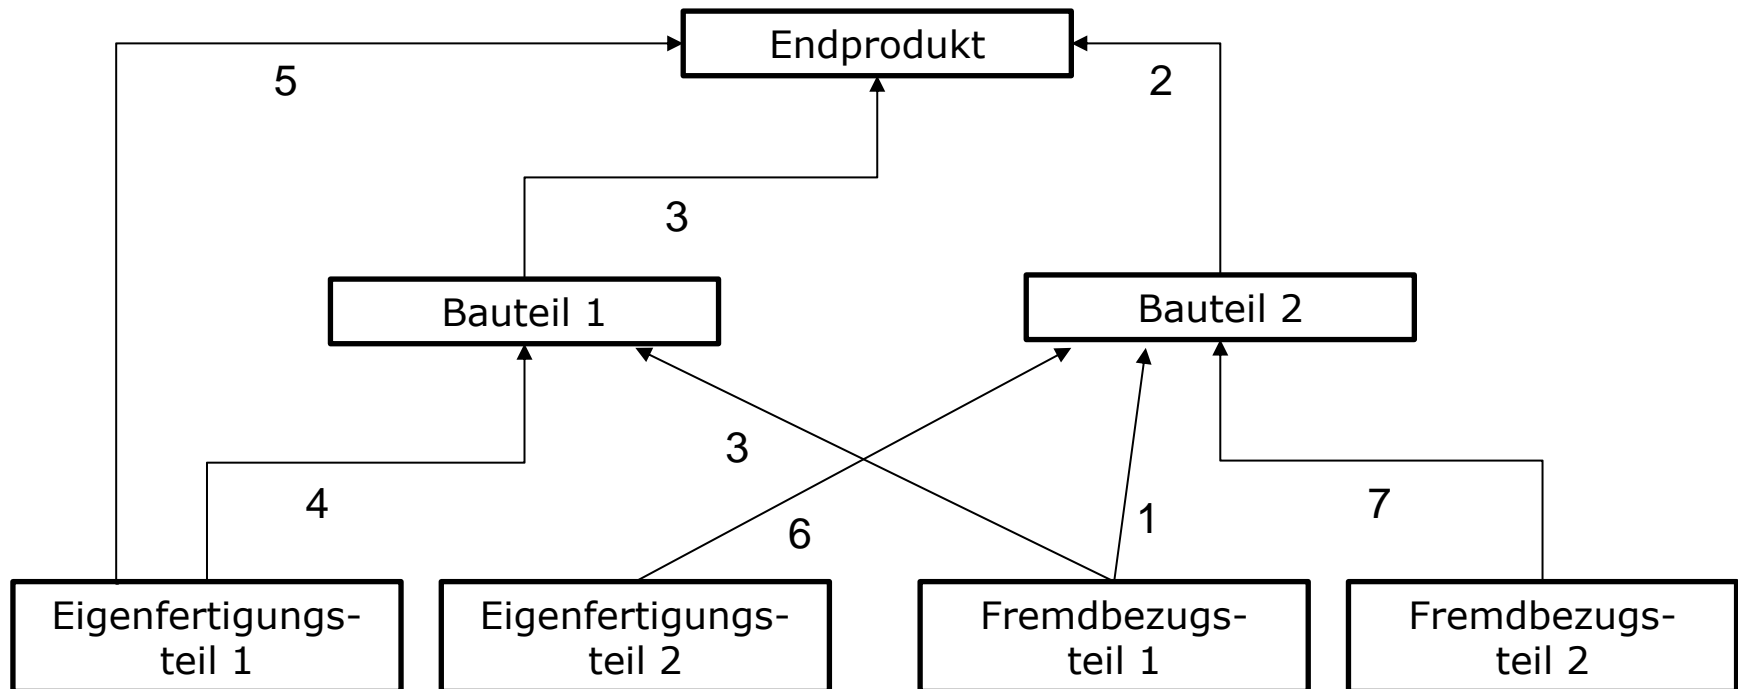 Endprodukt
5
2
3
Bauteil 1
Bauteil 2
3
4
6
1
7
Eigenfertigungs-
teil 1
Eigenfertigungs-
teil 2
Fremdbezugs-
teil 1
Fremdbezugs-
teil 2